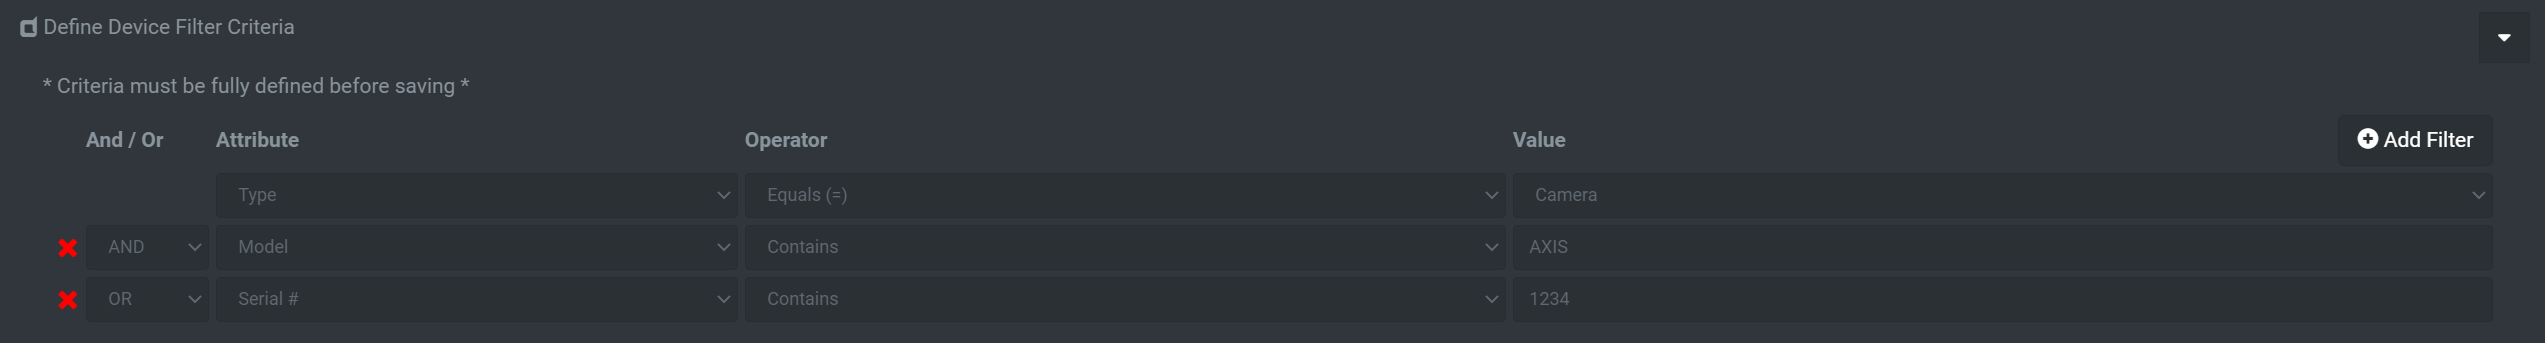 Define Device Filter Criteria
* Criteria must be fully defined before saving *
And / Or Attribute Operator Value Add Filter
Type Equals (=) Camera
AND Model Contains AXIS
OR Serial # Contains 1234